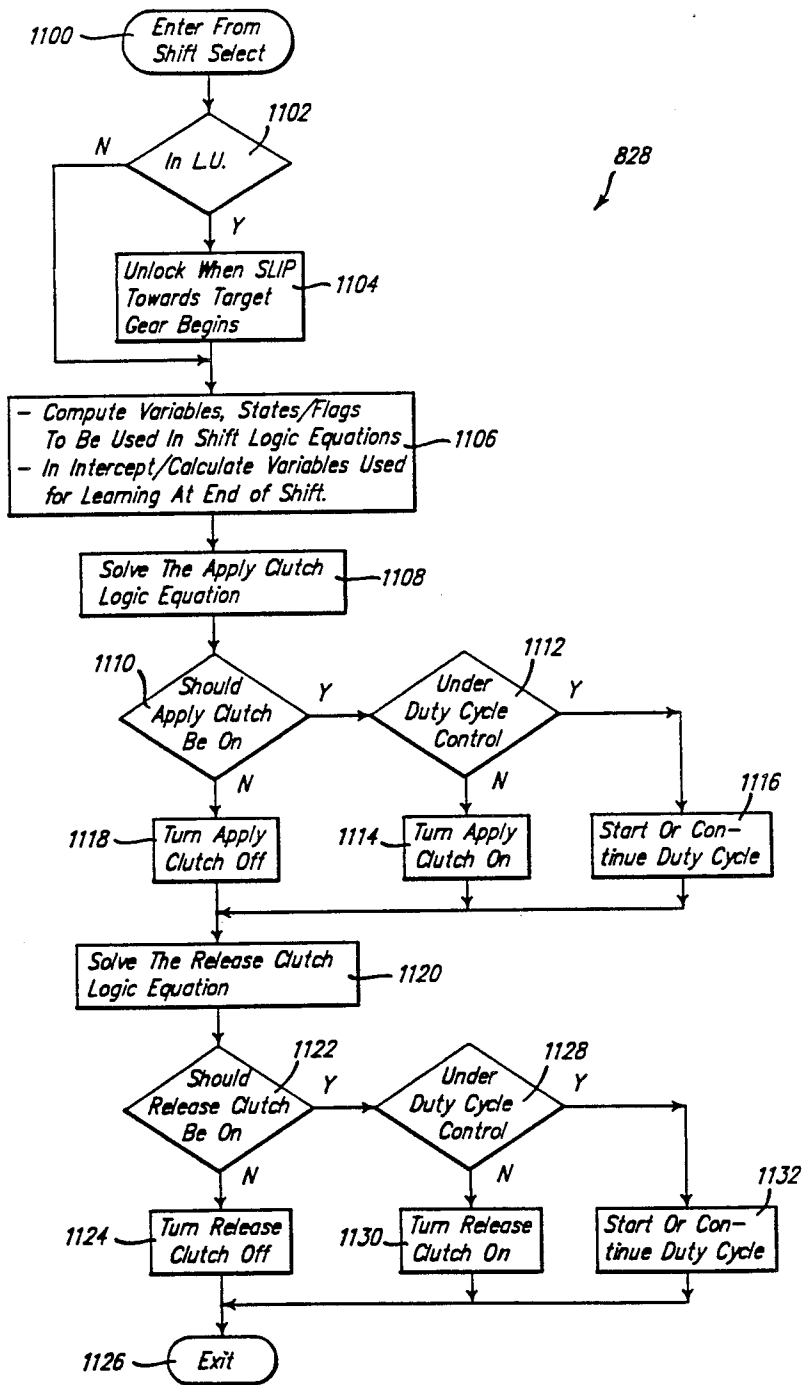 1100
Enter From
Shift Select
1102
N
In L.U.
828
Y
Unlock When SLIP
Towards Target
Gear Begins
1104
- Compute Variables, States/Flags
To Be Used In Shift Logic Equations
- In Intercept/Calculate Variables Used
for Learning At End of Shift.
1106
Solve The Apply Clutch
Logic Equation
1108
1110
Should
Apply Clutch
Be On
Y
N
1112
Under
Duty Cycle
Control
Y
N
1118
Turn Apply
Clutch Off
1114
Turn Apply
Clutch On
1116
Start Or Con-
tinue Duty Cycle
Solve The Release Clutch
Logic Equation
1120
1122
Should
Release Clutch
Be On
Y
N
1128
Under
Duty Cycle
Control
Y
N
1124
Turn Release
Clutch Off
1130
Turn Release
Clutch On
1132
Start Or Con-
tinue Duty Cycle
1126
Exit